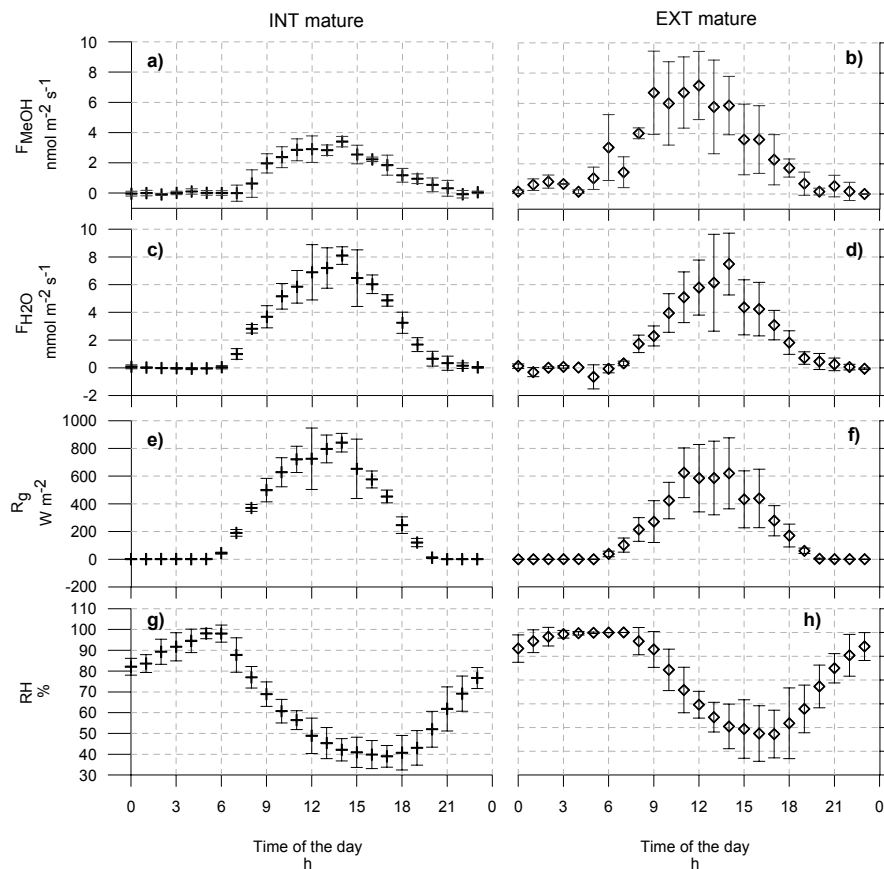 INT mature
EXT mature
10
8
6
4
2
0
F MeOH
nmol m-2 s-1
a)
b)
10
8
6
4
2
0
-2
F H2O
mmol m-2 s-1
c)
d)
1000
800
600
400
200
0
-200
Rg
W m-2
e)
f)
110
100
90
80
70
60
50
40
30
RH
%
g)
h)
0 3 6 9 12 15 18 21 0
0 3 6 9 12 15 18 21 0
Time of the day
h
Time of the day
h